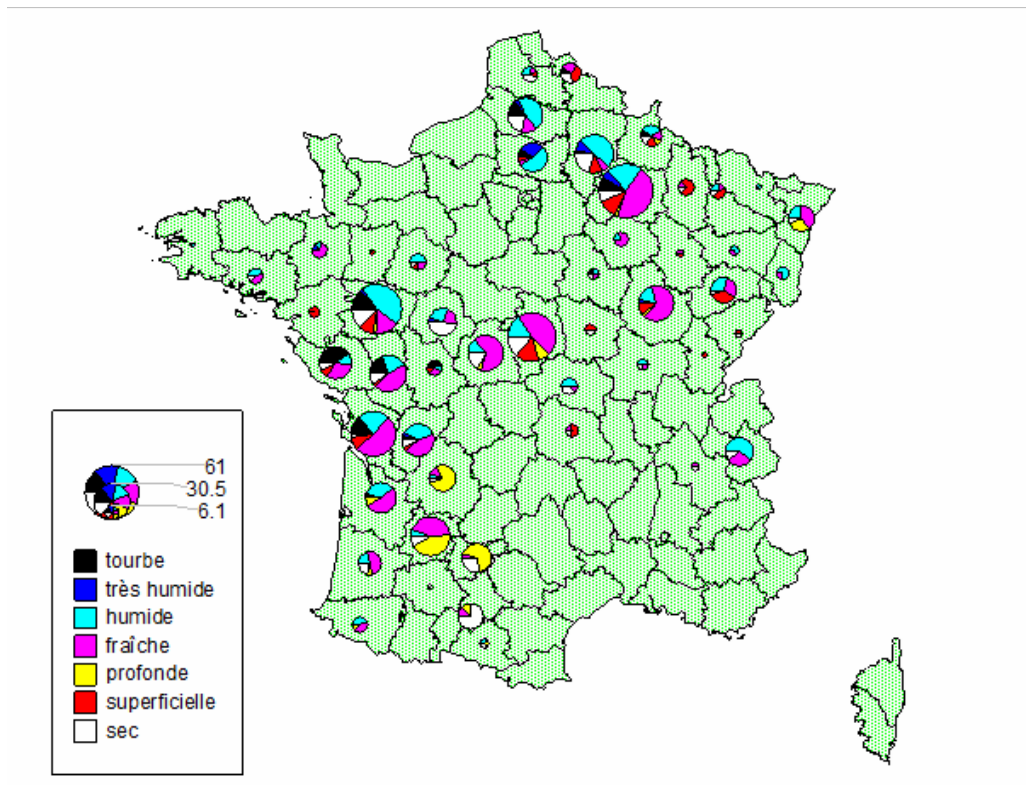 61
30.5
6.1
tourbe
très humide
humide
fraîche
profonde
superficielle
sec